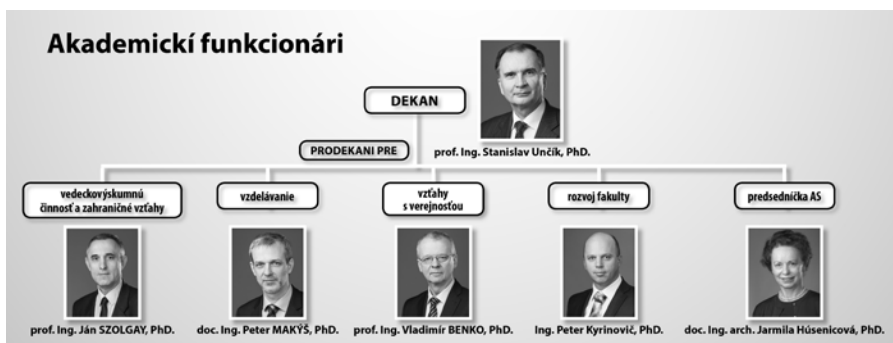 Akademickí funkcionári
DEKAN
prof. Ing. Stanislav Unčík, PhD.
PRODEKANI PRE
vedeckovýskumnú
činnosť a zahraničné vzťahy
vzdelávanie
vzťahy
s verejnosťou
rozvoj fakulty
predsedníčka AS
prof. Ing. Ján SZOLGAY, PhD.
doc. Ing. Peter MAKÝŠ, PhD.
prof. Ing. Vladimír BENKO, PhD.
Ing. Peter Kyrinovič, PhD.
doc. Ing. arch. Jarmila Húsenicová, PhD.